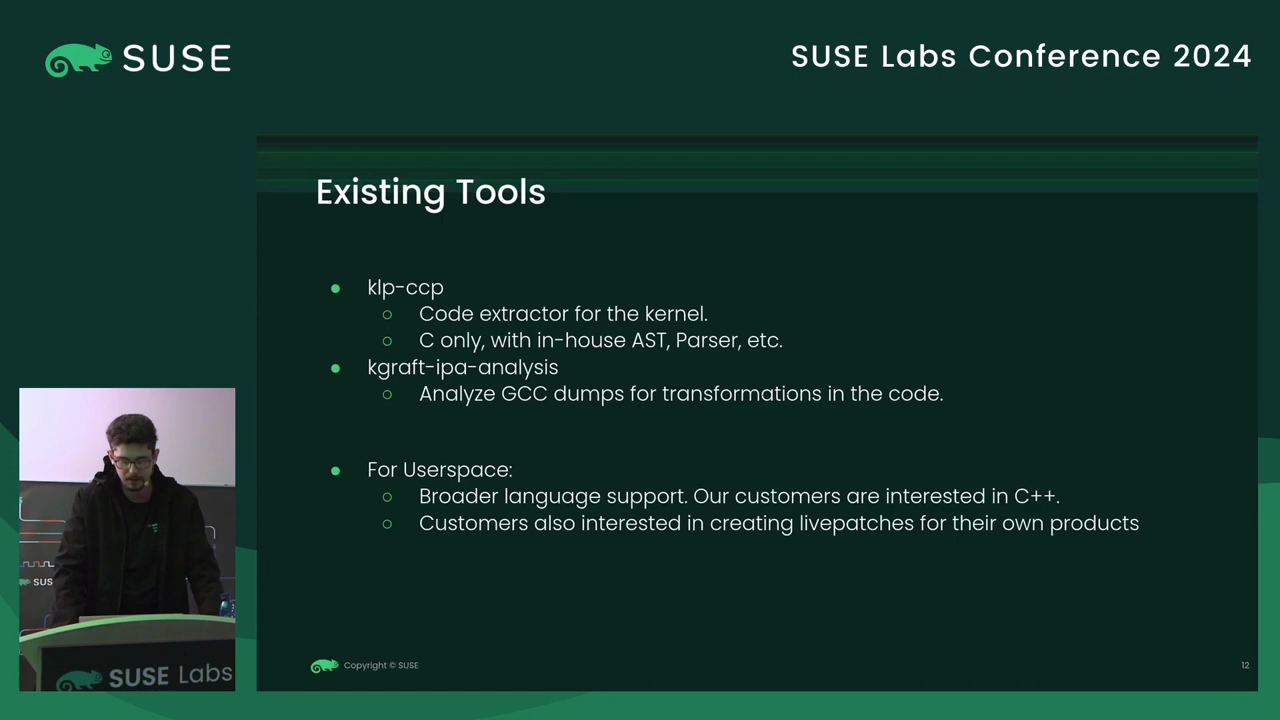 SUSE
SUSE Labs Conference 2024
Existing Tools
klp-ccp
Code extractor for the kernel.
C only, with in-house AST, Parser, etc.
kgraft-ipa-analysis
Analyze GCC dumps for transformations in the code.
For Userspace:
Broader language support. Our customers are interested in C++.
Customers also interested in creating livepatches for their own products
SUS
SUSE Labs
Copyright © SUSE
12